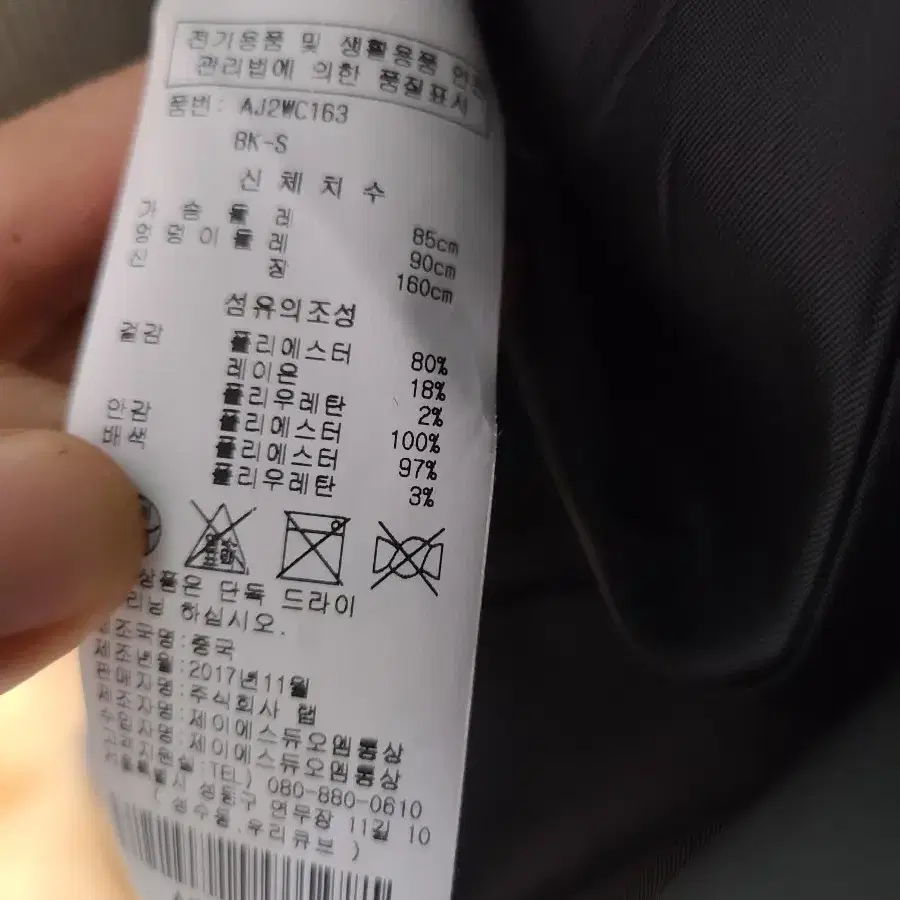 전기용품 및 생활용품 안전
관리법에 의한 품질표시
품번: AJ2WC163
BK-S
신 체 치 수
가 슴 둘 레 85cm
엉 덩 이 둘 레 90cm
신 장 160cm
섬유의조성
겉감 폴리에스터 80%
레이온 18%
폴리우레탄 2%
안감 폴리에스터 100%
배색 폴리에스터 97%
폴리우레탄 3%
상품은 단독 드라이
하십시오.
제조국명:중국
제조년월:2017년11월
판매자명:주식회사 랩
제조자명:제이에스듀오엠통상
수입자명:제이에스듀오엠통상
TEL) 080-880-0610
서울특별시 성동구 연무장 11길 10
(성수동,우리큐브)